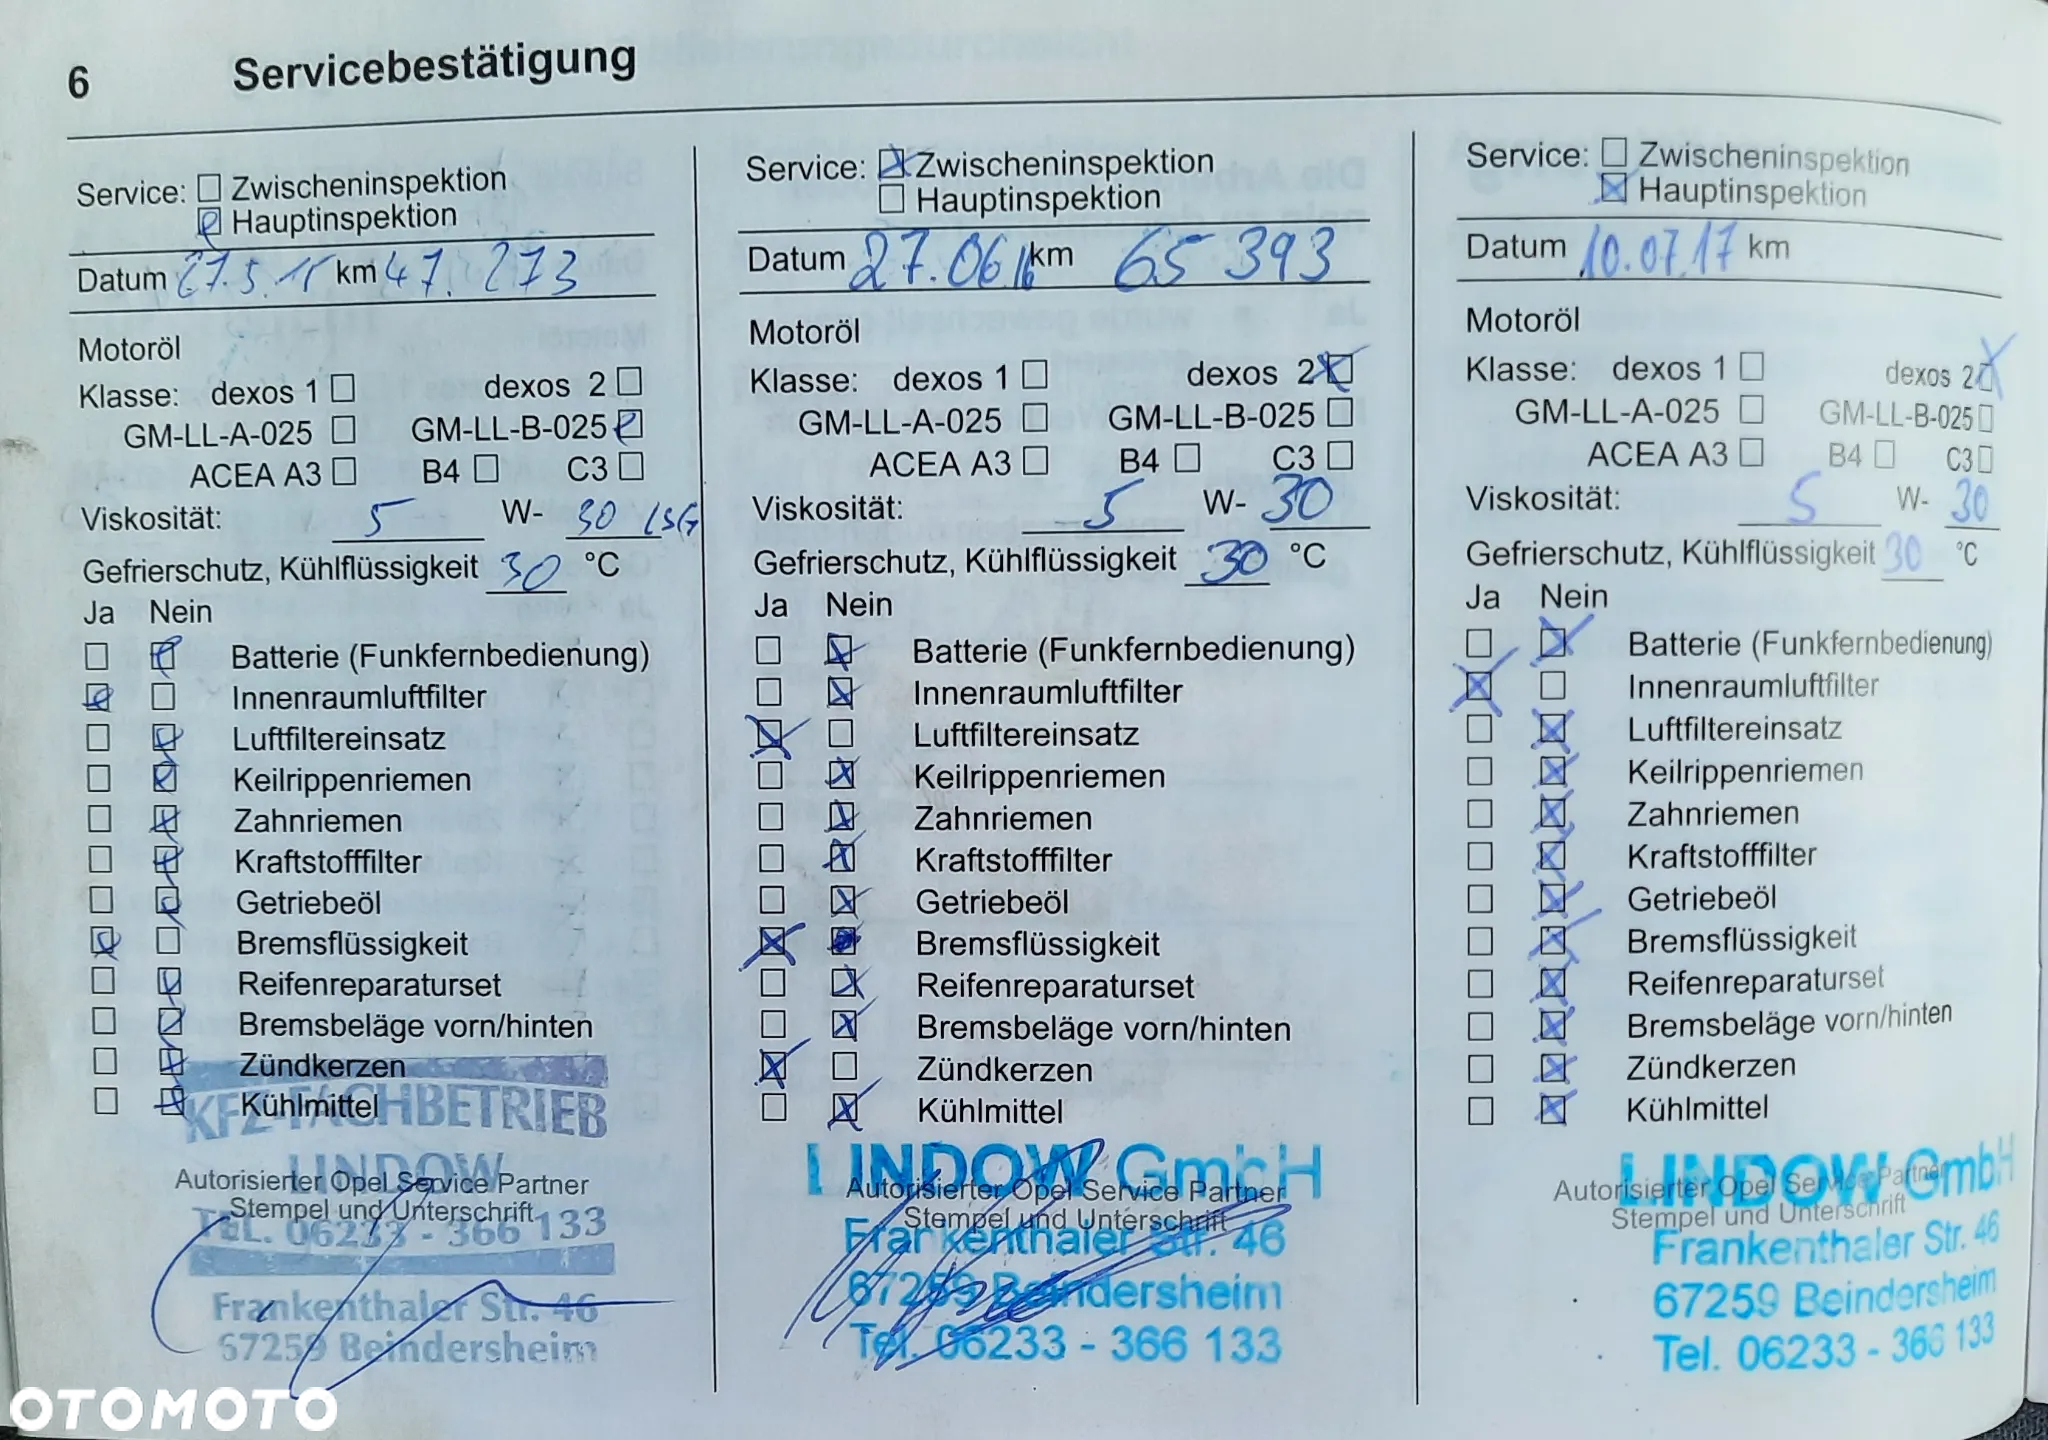 6 Servicebestätigung
Service: Zwischeninspektion
Hauptinspektion
Datum 27.5.15 km 47.273
Motoröl
Klasse: dexos 1 dexos 2
GM-LL-A-025 GM-LL-B-025
ACEA A3 B4 C3
Viskosität: 5 W- 30 LSG
Gefrierschutz, Kühlflüssigkeit 30 °C
Ja Nein
Batterie (Funkfernbedienung)
Innenraumluftfilter
Luftfiltereinsatz
Keilrippenriemen
Zahnriemen
Kraftstofffilter
Getriebeöl
Bremsflüssigkeit
Reifenreparaturset
Bremsbeläge vorn/hinten
Zündkerzen
Kühlmittel
KFZ-FACHBETRIEB
LINDOW
Autorisierter Opel Service Partner
Stempel und Unterschrift
TEL. 06233 - 366 133
Frankenthaler Str. 46
67259 Beindersheim
Service: Zwischeninspektion
Hauptinspektion
Datum 27.06.16 km 65 393
Motoröl
Klasse: dexos 1 dexos 2
GM-LL-A-025 GM-LL-B-025
ACEA A3 B4 C3
Viskosität: 5 W- 30
Gefrierschutz, Kühlflüssigkeit 30 °C
Ja Nein
Batterie (Funkfernbedienung)
Innenraumluftfilter
Luftfiltereinsatz
Keilrippenriemen
Zahnriemen
Kraftstofffilter
Getriebeöl
Bremsflüssigkeit
Reifenreparaturset
Bremsbeläge vorn/hinten
Zündkerzen
Kühlmittel
LINDOW GmbH
Autorisierter Opel Service Partner
Stempel und Unterschrift
Frankenthaler Str. 46
67259 Beindersheim
Tel. 06233 - 366 133
Service: Zwischeninspektion
Hauptinspektion
Datum 10.07.17 km
Motoröl
Klasse: dexos 1 dexos 2
GM-LL-A-025 GM-LL-B-025
ACEA A3 B4 C3
Viskosität: 5 W- 30
Gefrierschutz, Kühlflüssigkeit 30 °C
Ja Nein
Batterie (Funkfernbedienung)
Innenraumluftfilter
Luftfiltereinsatz
Keilrippenriemen
Zahnriemen
Kraftstofffilter
Getriebeöl
Bremsflüssigkeit
Reifenreparaturset
Bremsbeläge vorn/hinten
Zündkerzen
Kühlmittel
LINDOW GmbH
Autorisierter Opel Service Partner
Stempel und Unterschrift
Frankenthaler Str. 46
67259 Beindersheim
Tel. 06233 - 366 133
OTOMOTO